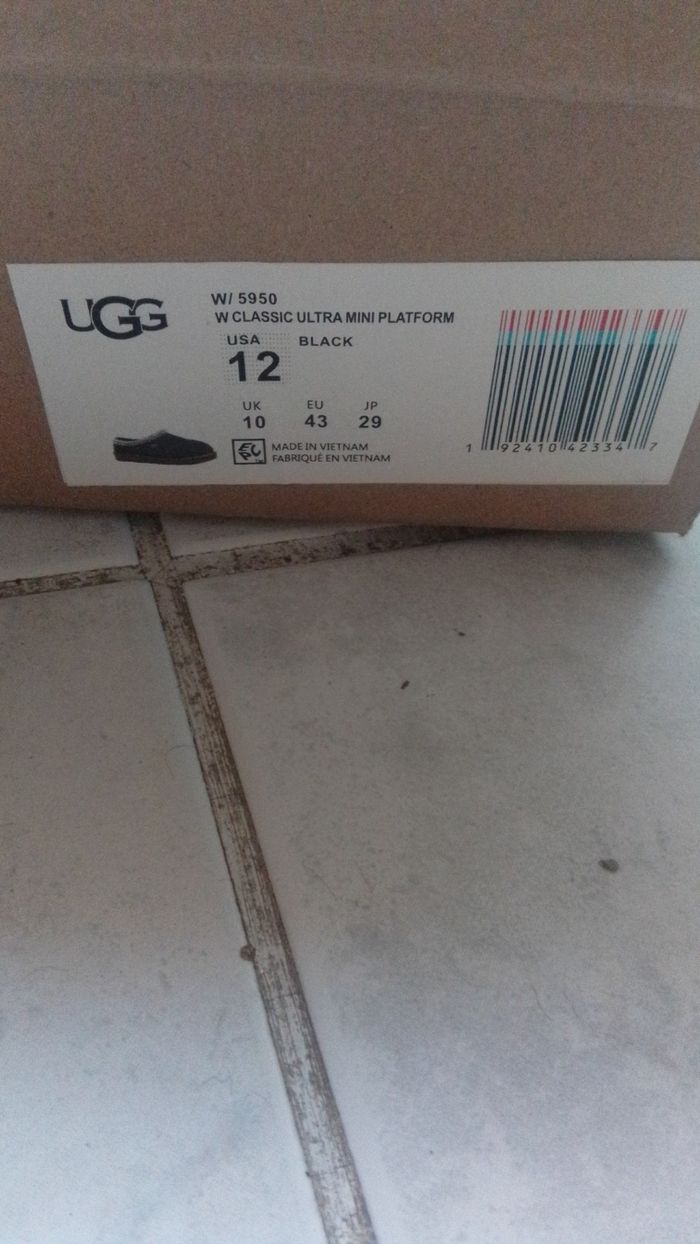 UGG
W/ 5950
W CLASSIC ULTRA MINI PLATFORM
USA BLACK
12
UK EU JP
10 43 29
MADE IN VIETNAM
FABRIQUÉ EN VIETNAM
1 92410 42334 7